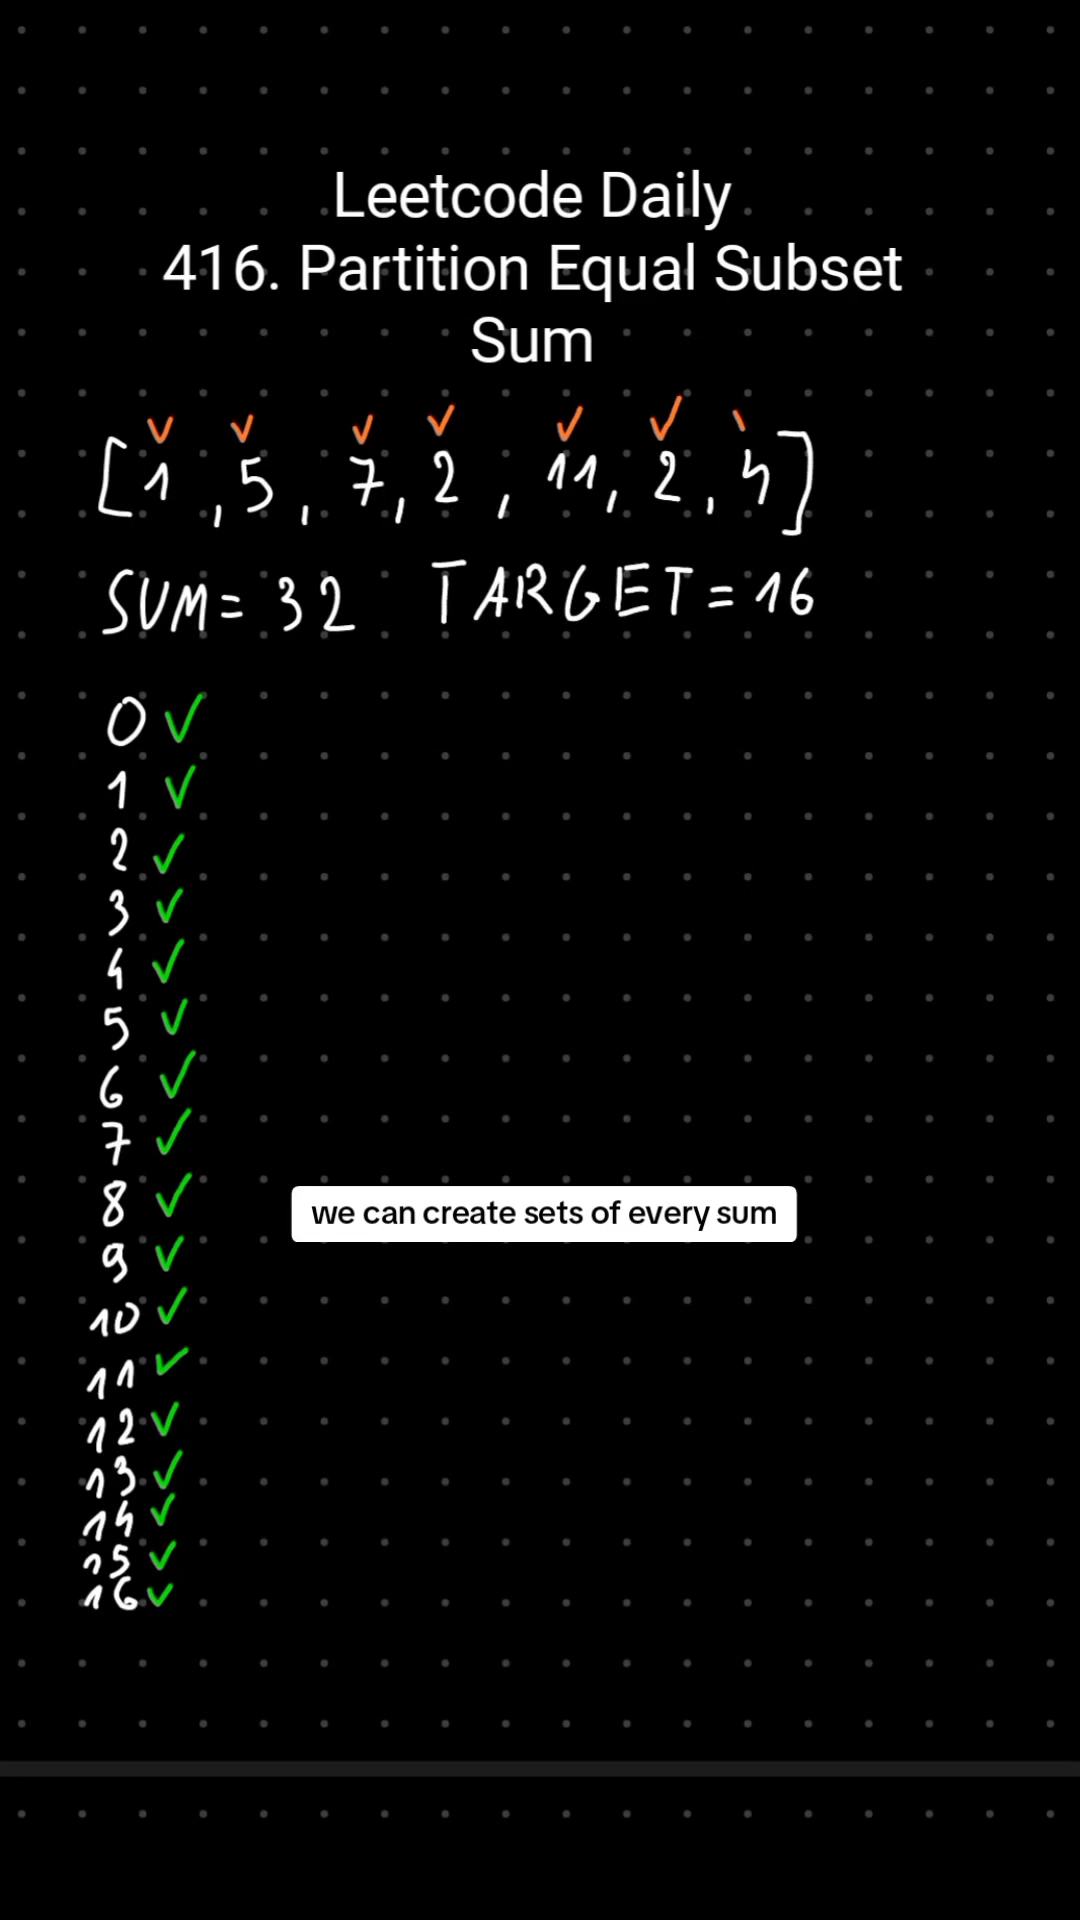 Leetcode Daily
416. Partition Equal Subset
Sum
[1, 5, 7, 2, 11, 2, 4]
SUM= 32 TARGET=16
0
1
2
3
4
5
6
7
8
we can create sets of every sum
9
10
11
12
13
14
15
16